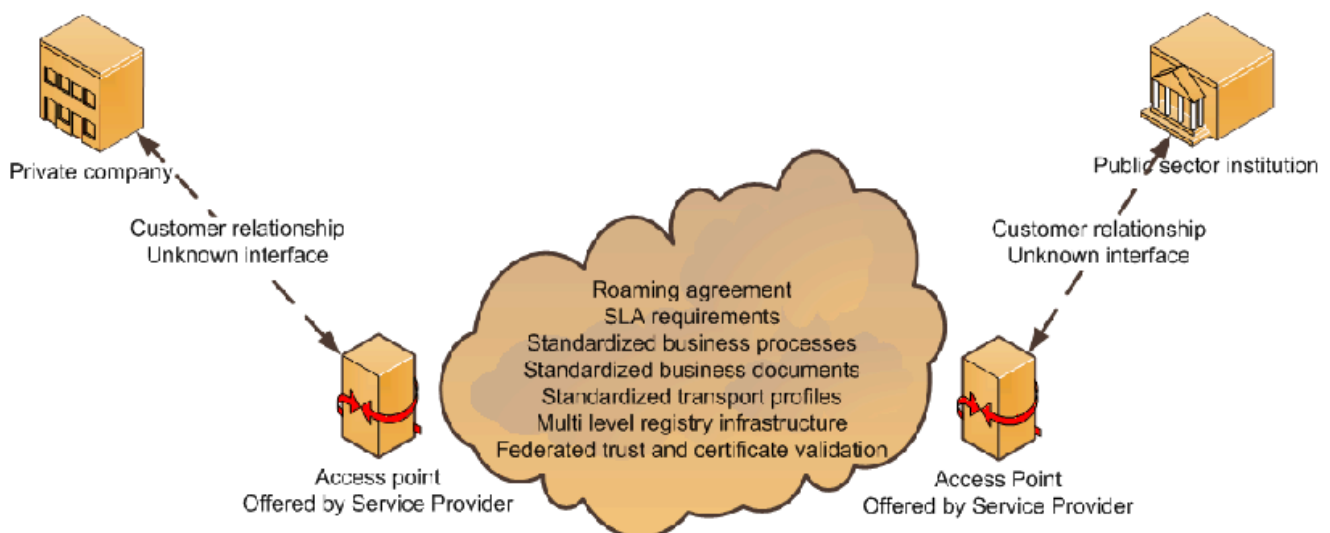 Private company
Public sector institution
Customer relationship
Unknown interface
Customer relationship
Unknown interface
Roaming agreement
SLA requirements
Standardized business processes
Standardized business documents
Standardized transport profiles
Multi level registry infrastructure
Federated trust and certificate validation
Access point
Offered by Service Provider
Access Point
Offered by Service Provider